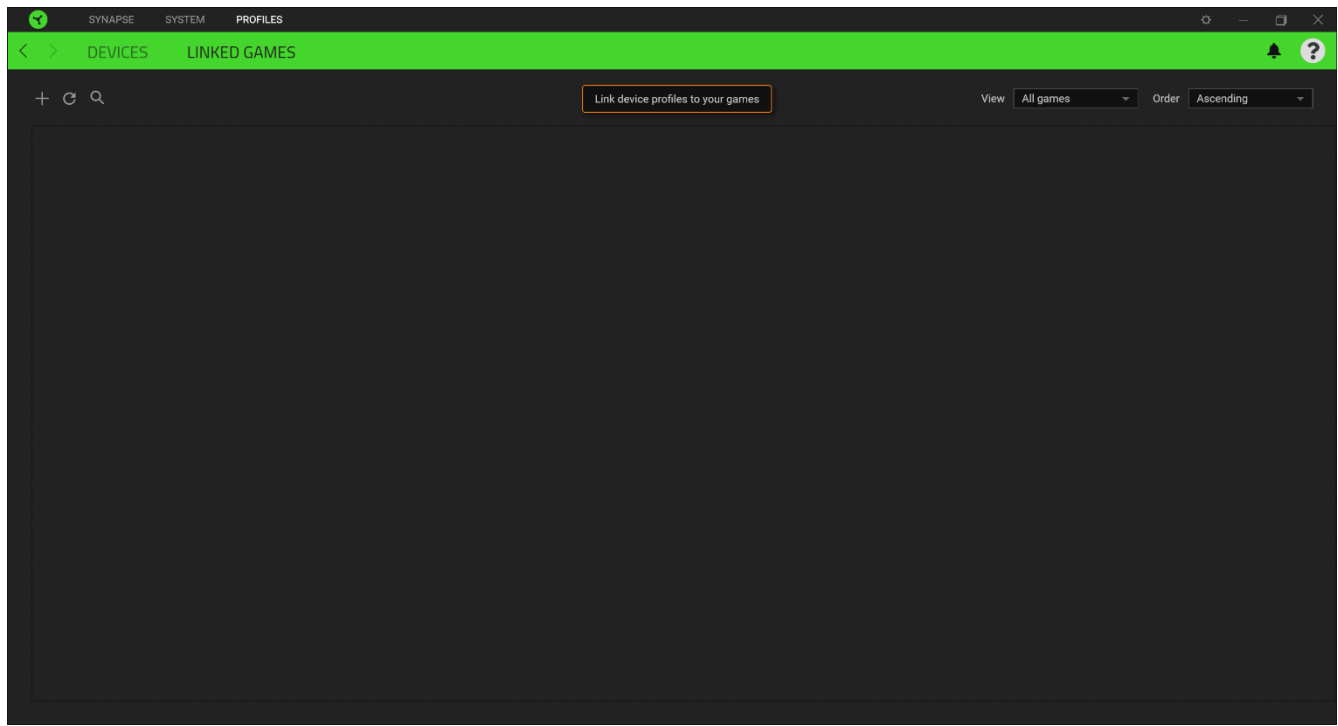 SYNAPSE SYSTEM PROFILES
DEVICES LINKED GAMES
Link device profiles to your games View All games Order Ascending